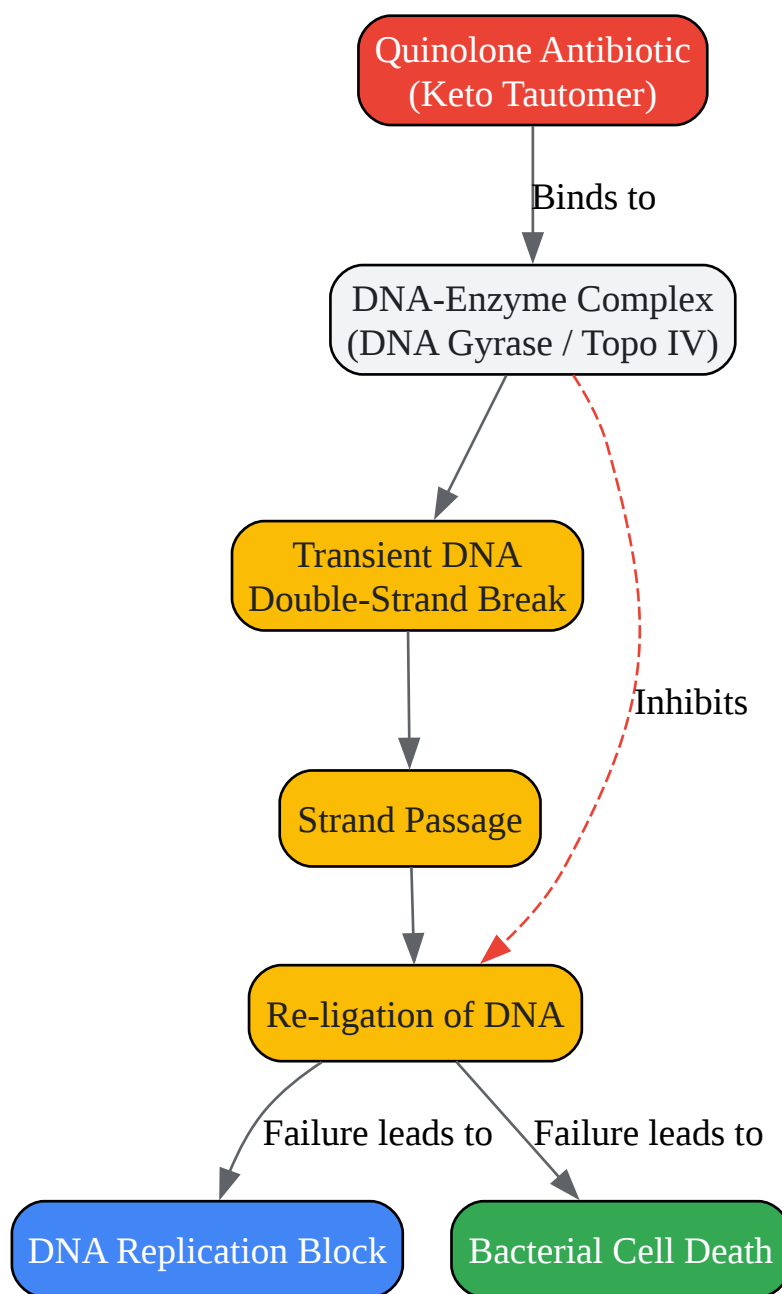 Quinolone Antibiotic
(Keto Tautomer)
Binds to
DNA-Enzyme Complex
(DNA Gyrase / Topo IV)
Transient DNA
Double-Strand Break
Inhibits
Strand Passage
Re-ligation of DNA
Failure leads to
Failure leads to
DNA Replication Block
Bacterial Cell Death